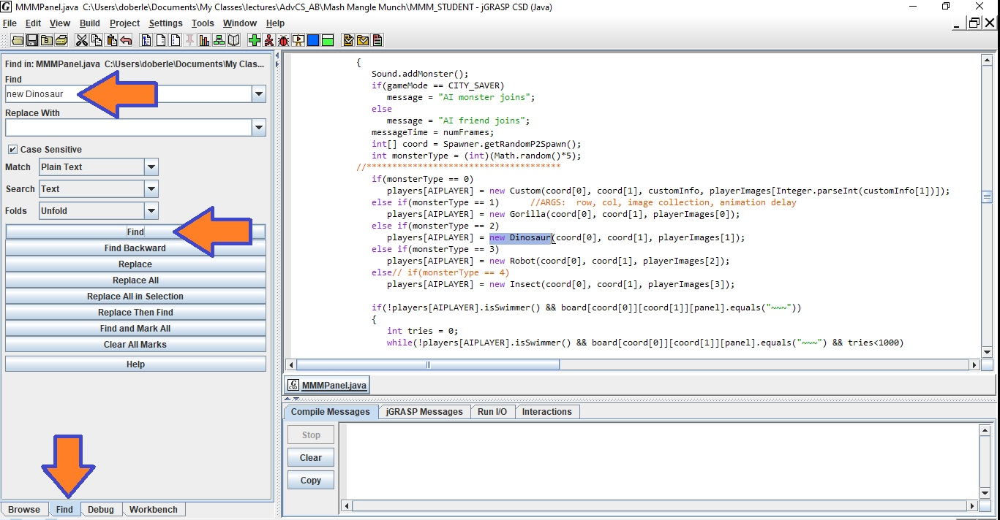 MMMPanel.java  C:\Users\doberle\Documents\My Classes\lectures\AdvCS_AB\Mash Mangle Munch\MMM_STUDENT - jGRASP CSD (Java)
File Edit View Build Project Settings Tools Window Help
Find in: MMMPanel.java  C:\Users\doberle\Documents\My Clas...
Find
new Dinosaur
Replace With
Case Sensitive
Match Plain Text
Search Text
Folds Unfold
Find
Find Backward
Replace
Replace All
Replace All in Selection
Replace Then Find
Find and Mark All
Clear All Marks
Help
Browse Find Debug Workbench
{
Sound.addMonster();
if(gameMode == CITY_SAVER)
message = "AI monster joins";
else
message = "AI friend joins";
messageTime = numFrames;
int[] coord = Spawner.getRandomP2Spawn();
int monsterType = (int)(Math.random()*5);
//**************************************
if(monsterType == 0)
players[AIPLAYER] = new Custom(coord[0], coord[1], customInfo, playerImages[Integer.parseInt(customInfo[1])]);
else if(monsterType == 1)      //ARGS:  row, col, image collection, animation delay
players[AIPLAYER] = new Gorilla(coord[0], coord[1], playerImages[0]);
else if(monsterType == 2)
players[AIPLAYER] = new Dinosaur(coord[0], coord[1], playerImages[1]);
else if(monsterType == 3)
players[AIPLAYER] = new Robot(coord[0], coord[1], playerImages[2]);
else// if(monsterType == 4)
players[AIPLAYER] = new Insect(coord[0], coord[1], playerImages[3]);
if(!players[AIPLAYER].isSwimmer() && board[coord[0]][coord[1]][panel].equals("~~~"))
{
int tries = 0;
while(!players[AIPLAYER].isSwimmer() && board[coord[0]][coord[1]][panel].equals("~~~") && tries<1000)
G CSD MMMPanel.java
Compile Messages jGRASP Messages Run I/O Interactions
Stop
Clear
Copy